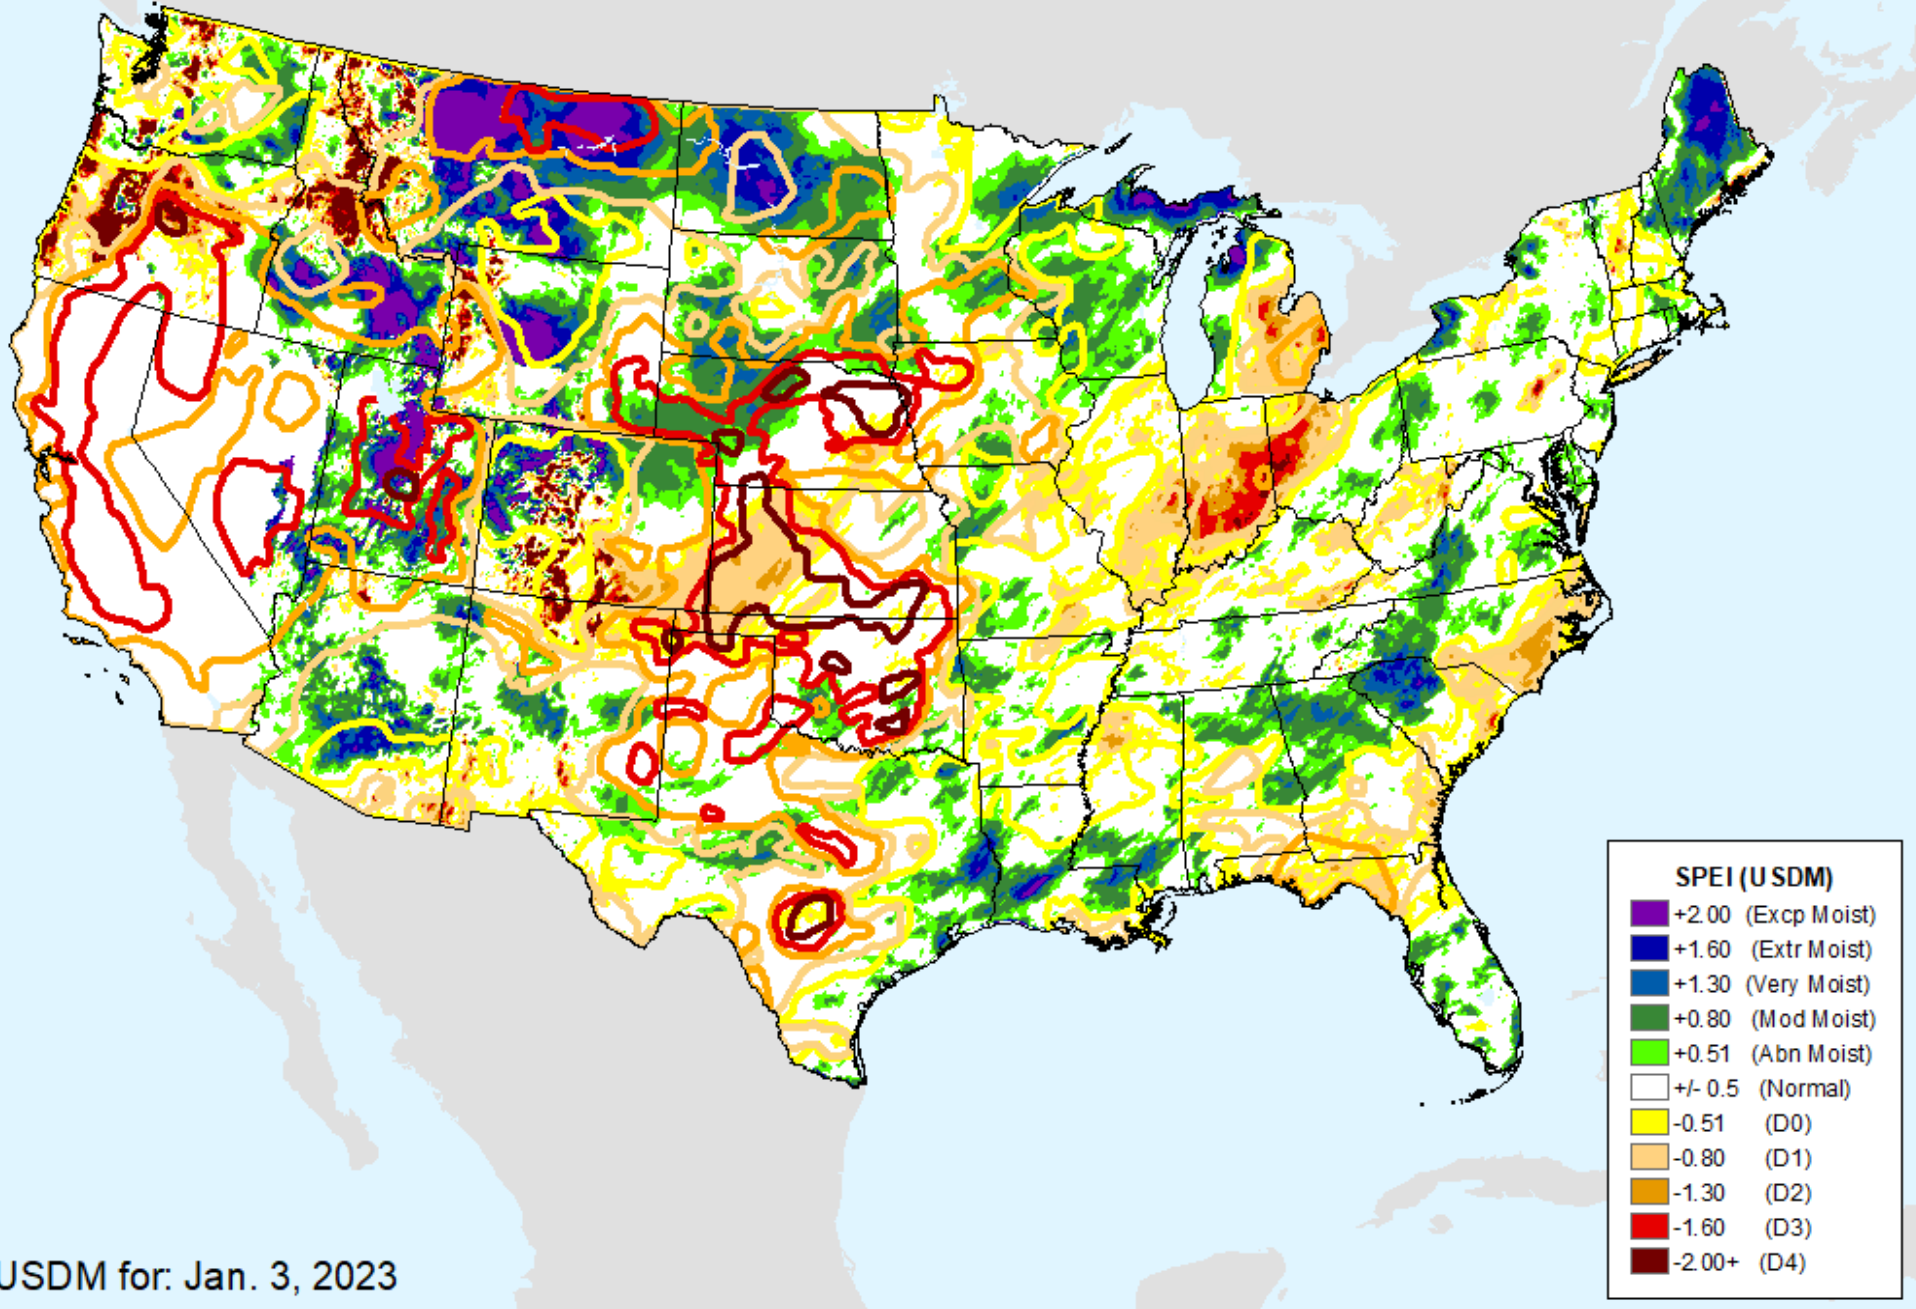 SPEI (USDM)
+2.00 (Excp Moist)
+1.60 (Extr Moist)
+1.30 (Very Moist)
+0.80 (Mod Moist)
+0.51 (Abn Moist)
+/- 0.5 (Normal)
-0.51 (D0)
-0.80 (D1)
-1.30 (D2)
-1.60 (D3)
-2.00+ (D4)
USDM for: Jan. 3, 2023